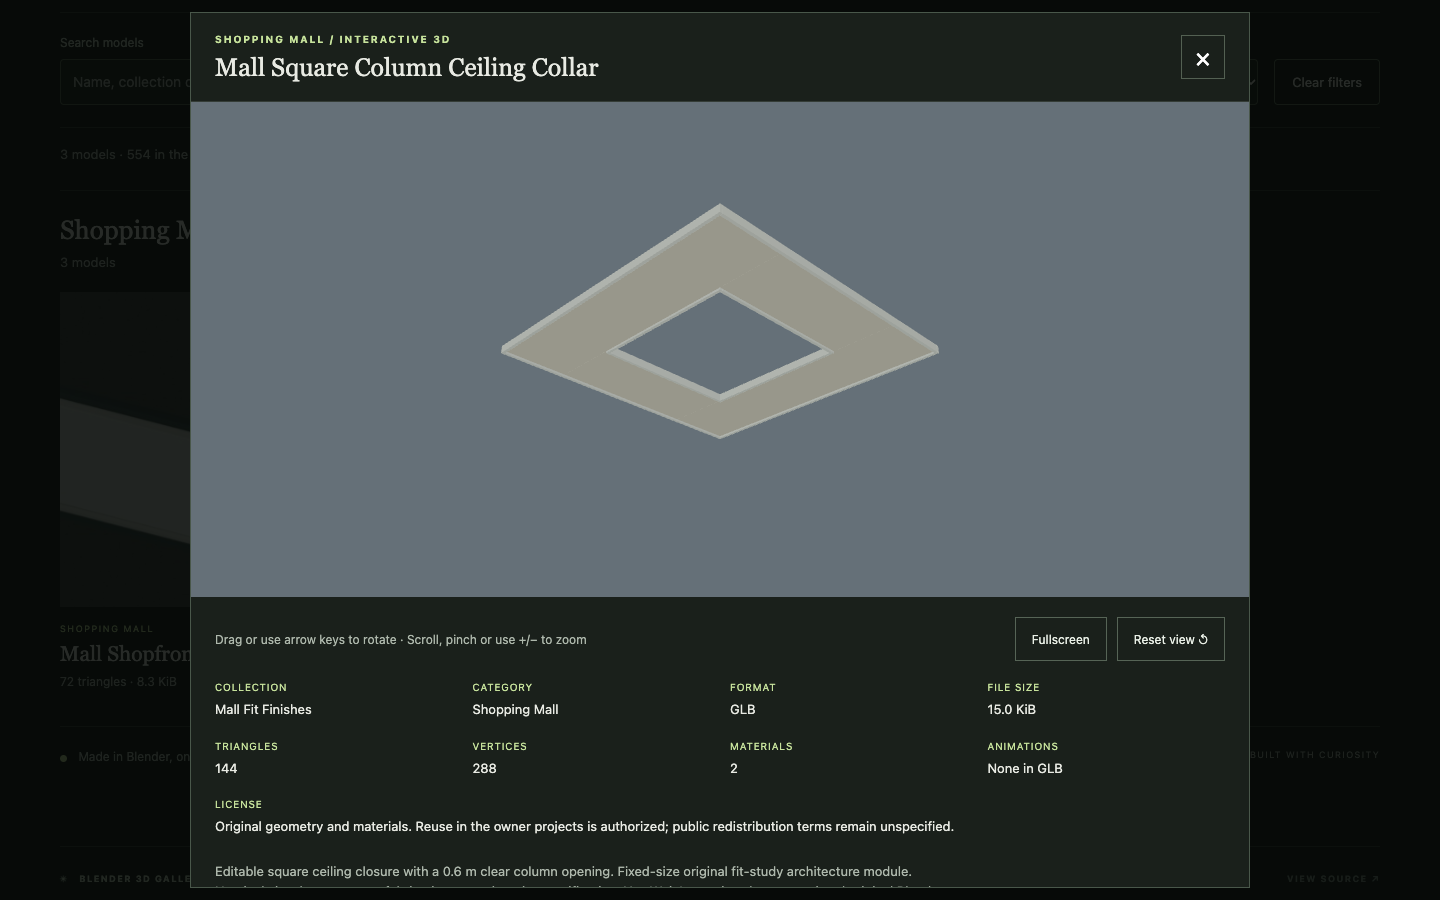 Search models
Name, collection o
Clear filters
3 models · 554 in the
Shopping M
3 models
SHOPPING MALL
Mall Shopfron
72 triangles · 8.3 KiB
Made in Blender, on
BUILT WITH CURIOSITY
BLENDER 3D GALLE
VIEW SOURCE ↗
SHOPPING MALL / INTERACTIVE 3D
Mall Square Column Ceiling Collar
×
Drag or use arrow keys to rotate · Scroll, pinch or use +/− to zoom
Fullscreen
Reset view ↺
COLLECTION
Mall Fit Finishes
CATEGORY
Shopping Mall
FORMAT
GLB
FILE SIZE
15.0 KiB
TRIANGLES
144
VERTICES
288
MATERIALS
2
ANIMATIONS
None in GLB
LICENSE
Original geometry and materials. Reuse in the owner projects is authorized; public redistribution terms remain unspecified.
Editable square ceiling closure with a 0.6 m clear column opening. Fixed-size original fit-study architecture module.